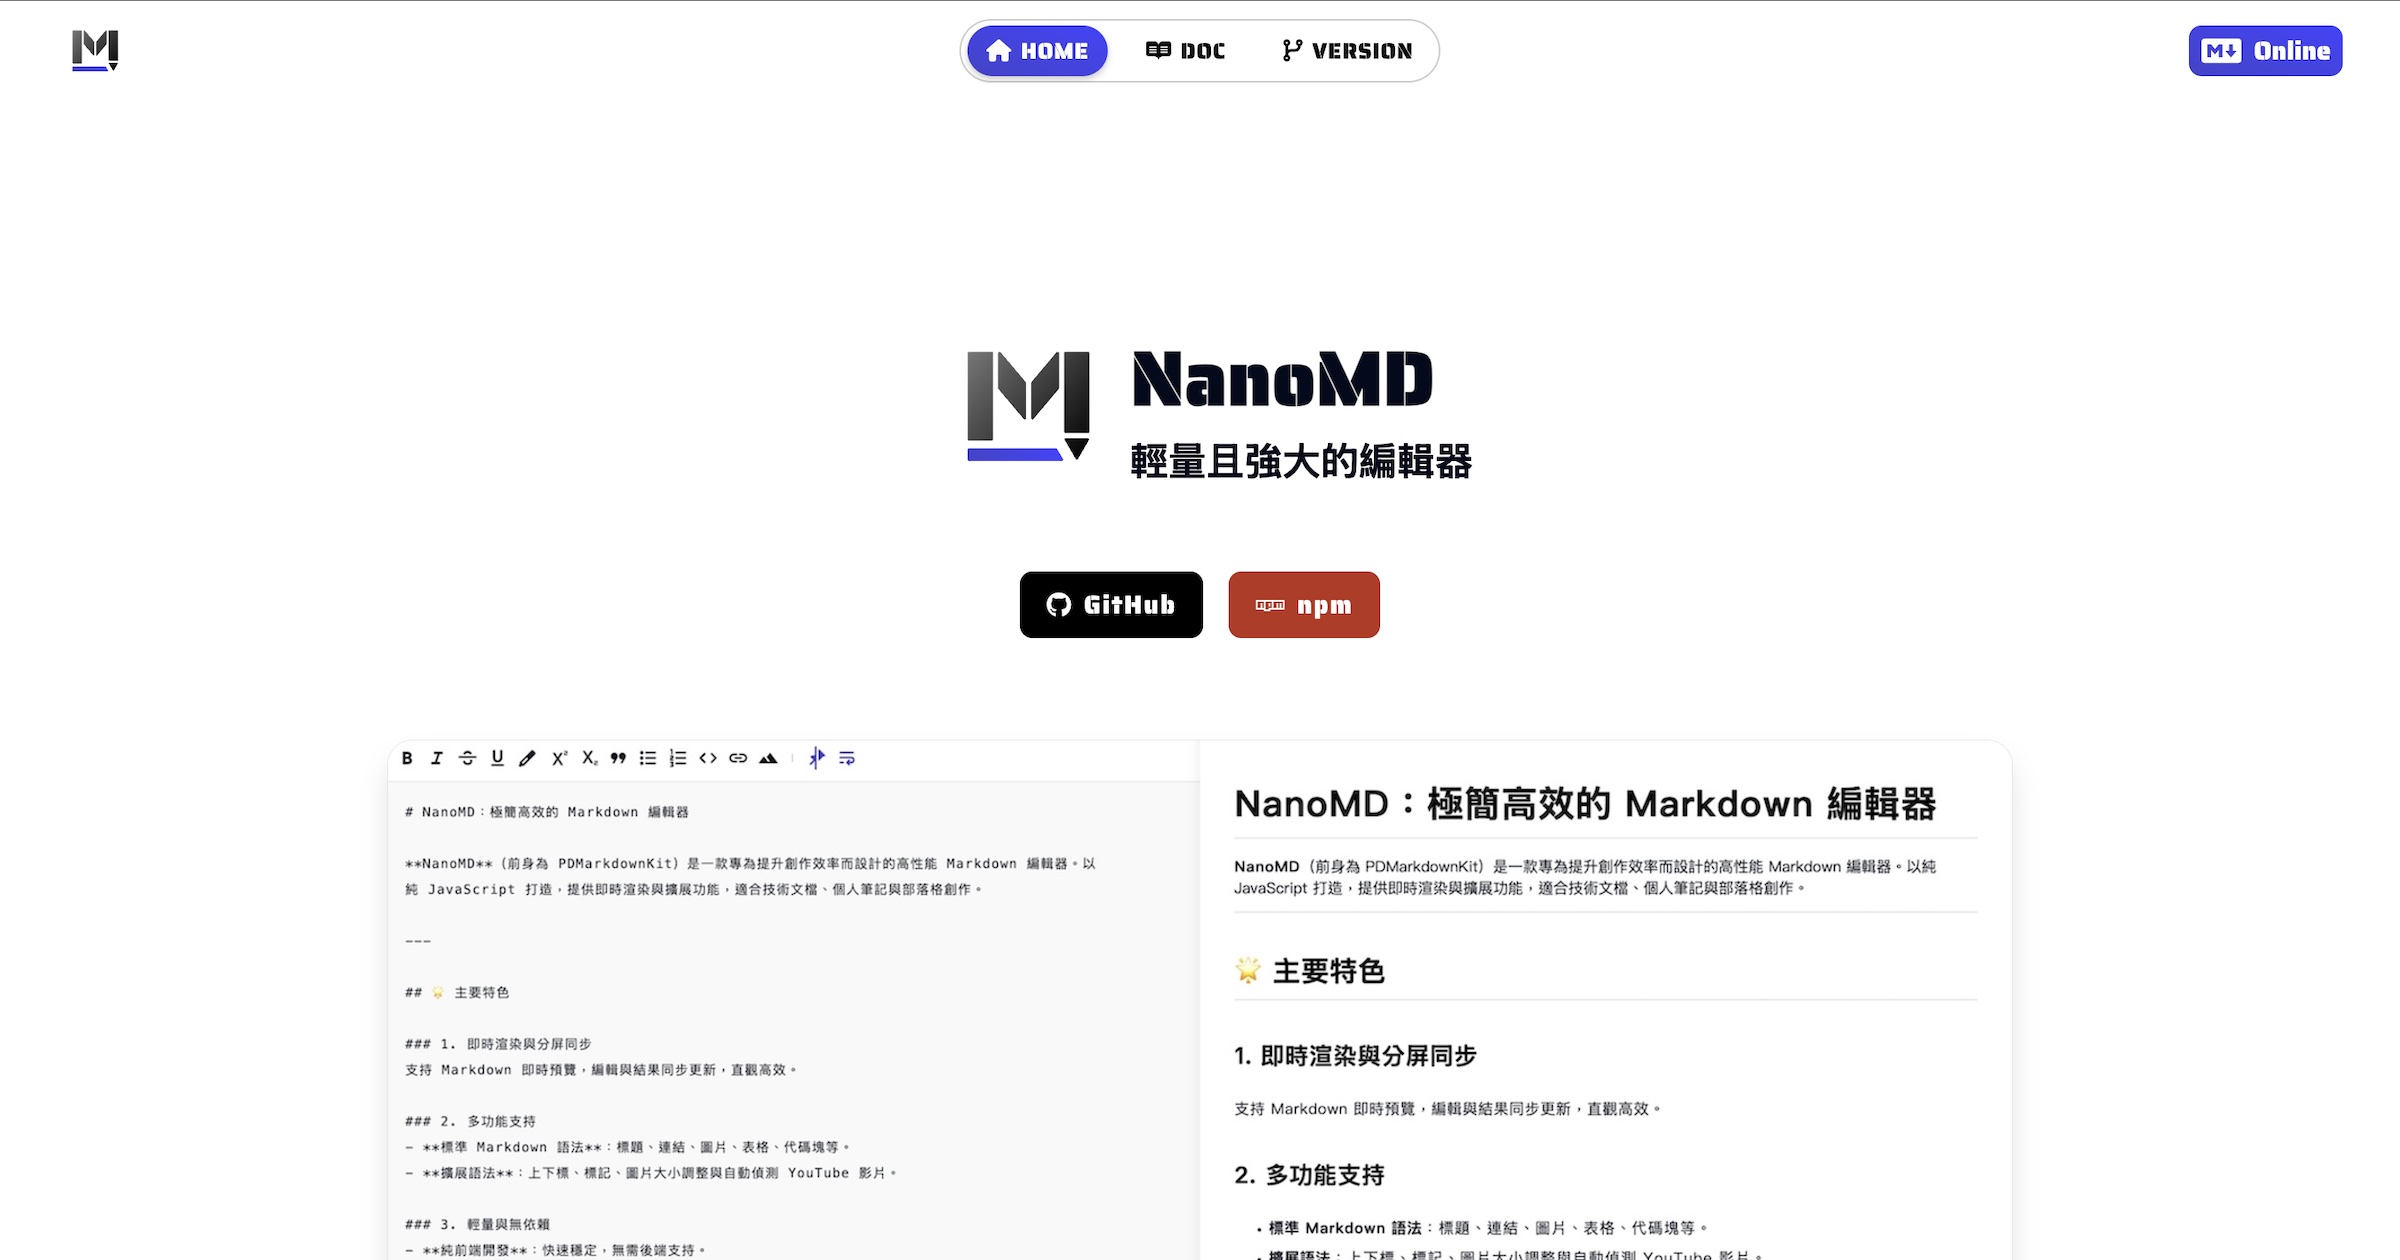 HOME
DOC
VERSION
M Online
NanoMD
輕量且強大的編輯器
GitHub
npm npm
B I S U X² X₂
# NanoMD：極簡高效的 Markdown 編輯器
**NanoMD**（前身為 PDMarkdownKit）是一款專為提升創作效率而設計的高性能 Markdown 編輯器。以
純 JavaScript 打造，提供即時渲染與擴展功能，適合技術文檔、個人筆記與部落格創作。
---
## 🌟 主要特色
### 1. 即時渲染與分屏同步
支持 Markdown 即時預覽，編輯與結果同步更新，直觀高效。
### 2. 多功能支持
- **標準 Markdown 語法**：標題、連結、圖片、表格、代碼塊等。
- **擴展語法**：上下標、標記、圖片大小調整與自動偵測 YouTube 影片。
### 3. 輕量與無依賴
- **純前端開發**：快速穩定，無需後端支持。
NanoMD：極簡高效的 Markdown 編輯器
NanoMD（前身為 PDMarkdownKit）是一款專為提升創作效率而設計的高性能 Markdown 編輯器。以純
JavaScript 打造，提供即時渲染與擴展功能，適合技術文檔、個人筆記與部落格創作。
🌟 主要特色
1. 即時渲染與分屏同步
支持 Markdown 即時預覽，編輯與結果同步更新，直觀高效。
2. 多功能支持
• 標準 Markdown 語法：標題、連結、圖片、表格、代碼塊等。
• 擴展語法：上下標、標記、圖片大小調整與自動偵測 YouTube 影片。